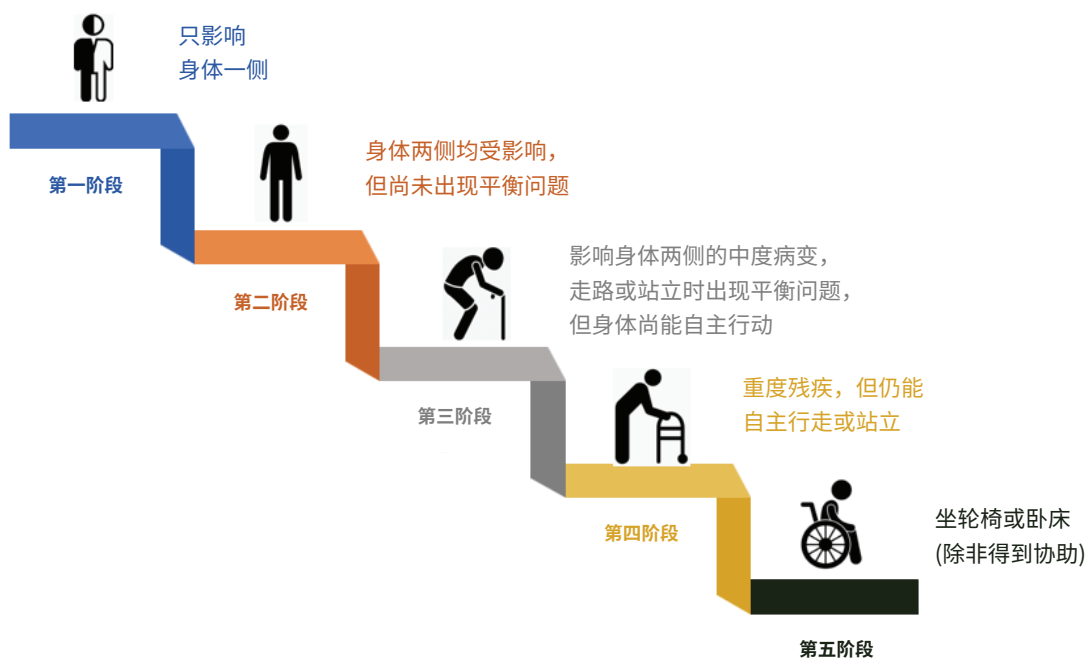 只影响
身体一侧
第一阶段
身体两侧均受影响，
但尚未出现平衡问题
第二阶段
影响身体两侧的中度病变，
走路或站立时出现平衡问题，
但身体尚能自主行动
第三阶段
重度残疾，但仍能
自主行走或站立
第四阶段
坐轮椅或卧床
(除非得到协助)
第五阶段